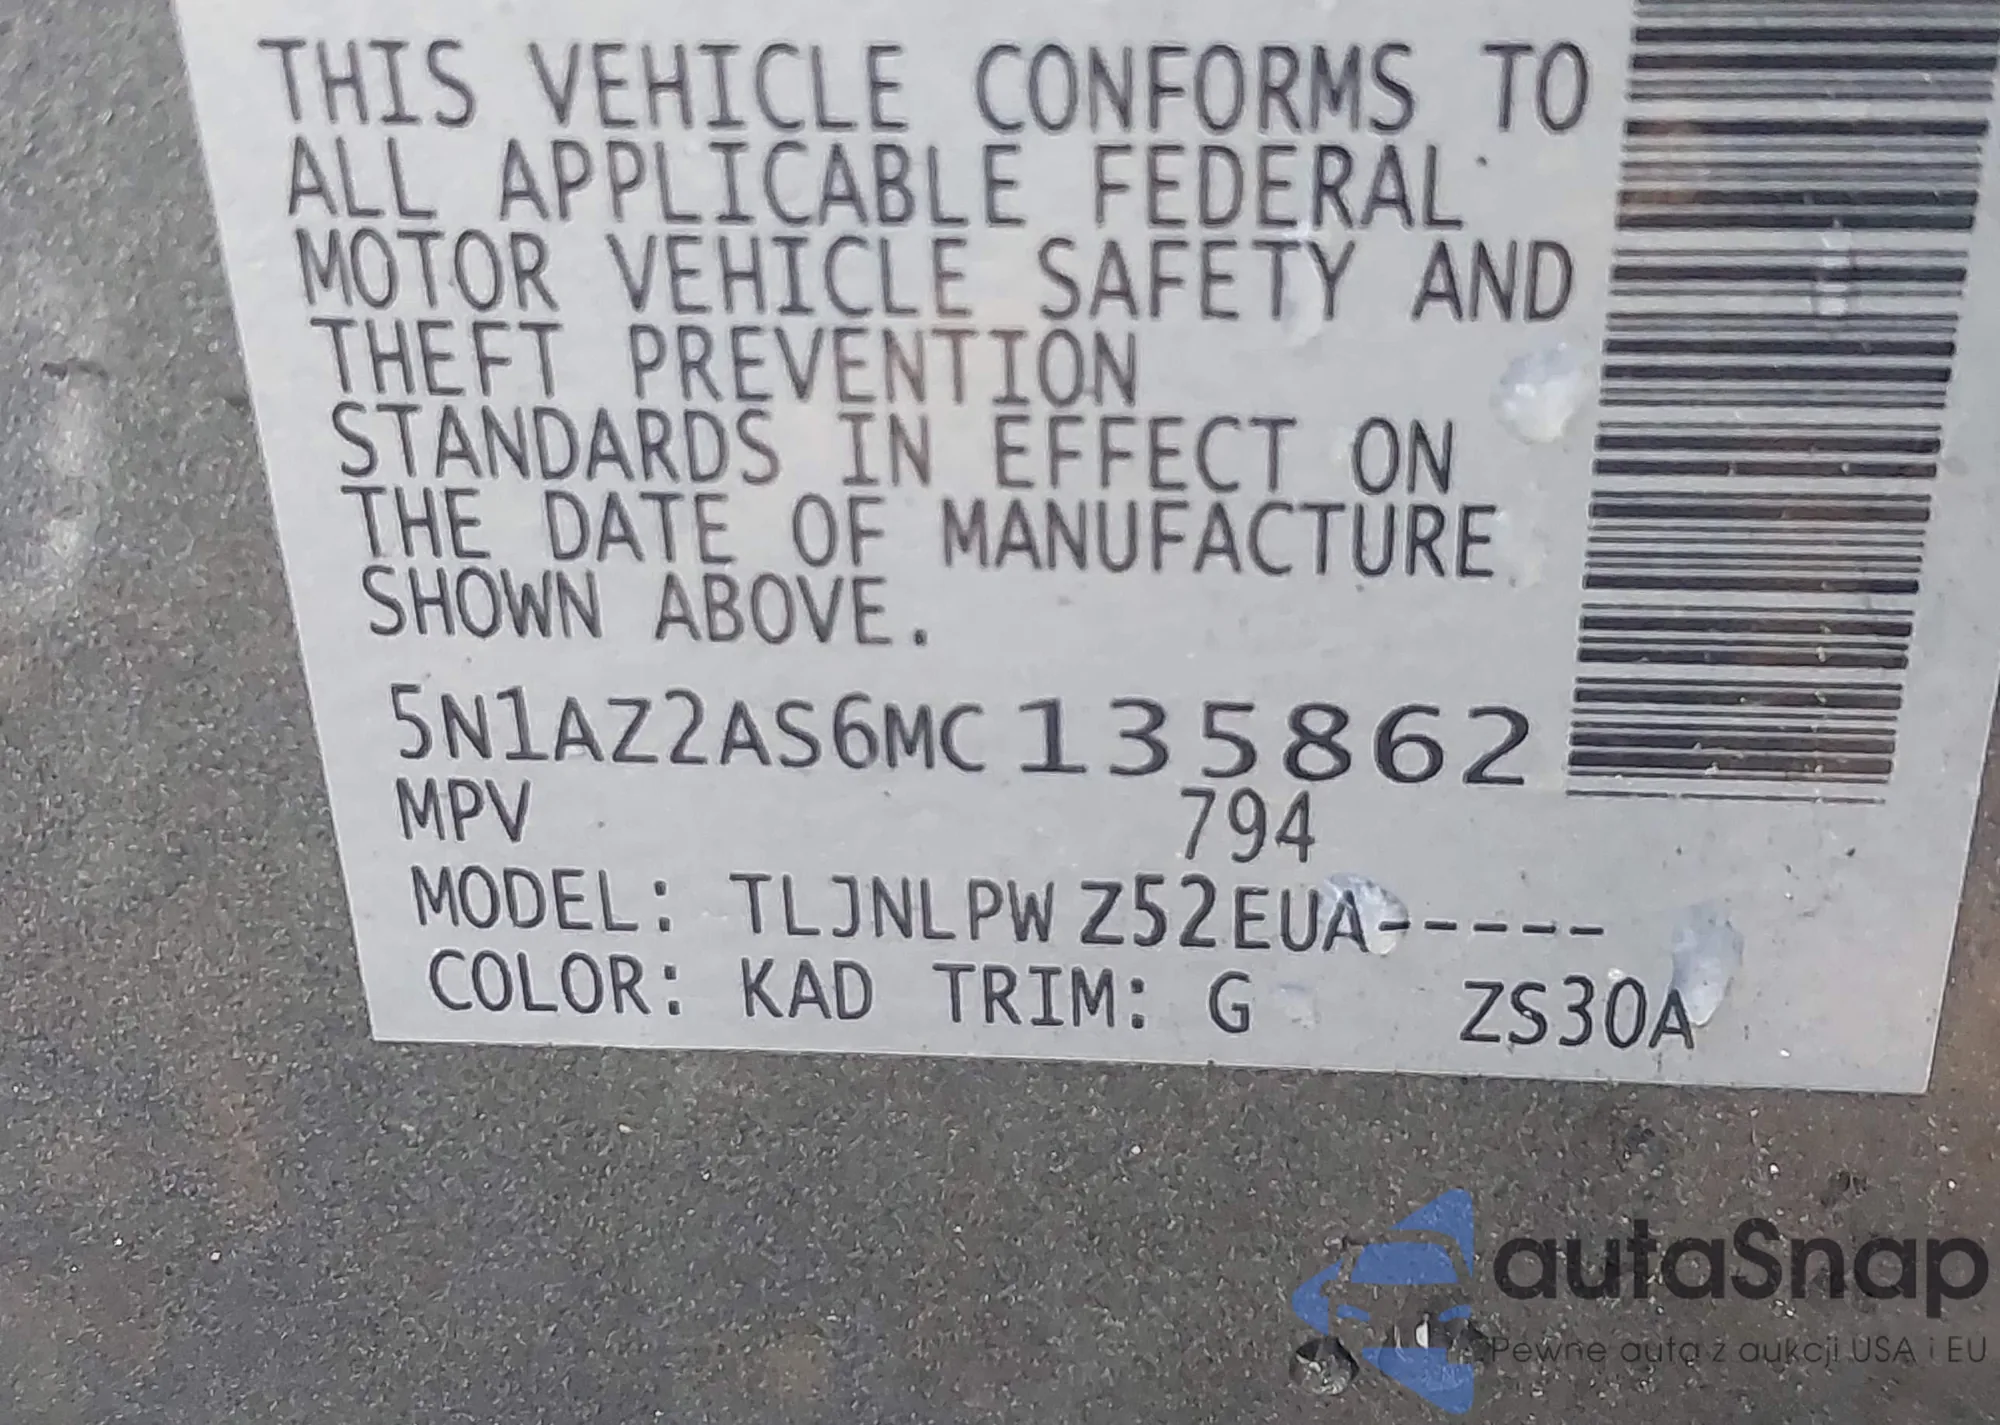 THIS VEHICLE CONFORMS TO
ALL APPLICABLE FEDERAL
MOTOR VEHICLE SAFETY AND
THEFT PREVENTION
STANDARDS IN EFFECT ON
THE DATE OF MANUFACTURE
SHOWN ABOVE.
5N1AZ2AS6MC135862
MPV 794
MODEL: TLJNLPWZ52EUA-----
COLOR: KAD TRIM: G ZS30A
autaSnap
Pewne auta z aukcji USA i EU